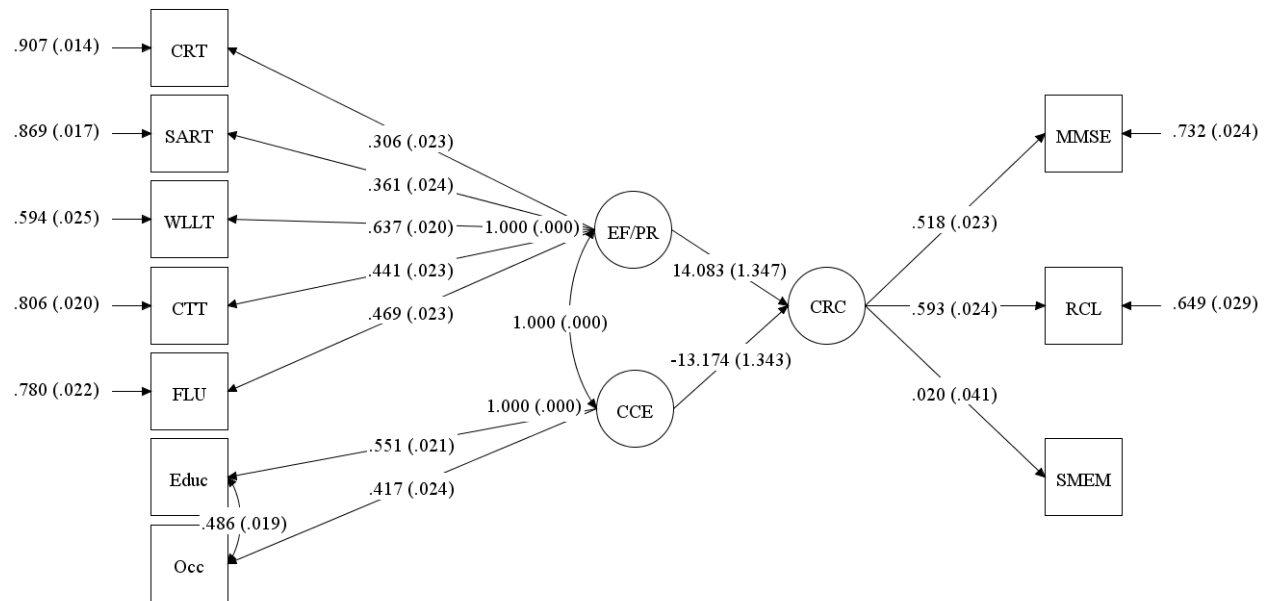 .907 (.014)
CRT
.306 (.023)
.869 (.017)
SART
.361 (.024)
.594 (.025)
WLLT
.637 (.020)
1.000 (.000)
EF/PR
.806 (.020)
CTT
.441 (.023)
.469 (.023)
.780 (.022)
FLU
1.000 (.000)
1.000 (.000)
CCE
Educ
.551 (.021)
.486 (.019)
.417 (.024)
Occ
14.083 (1.347)
-13.174 (1.343)
CRC
.518 (.023)
MMSE
.732 (.024)
.593 (.024)
RCL
.649 (.029)
.020 (.041)
SMEM